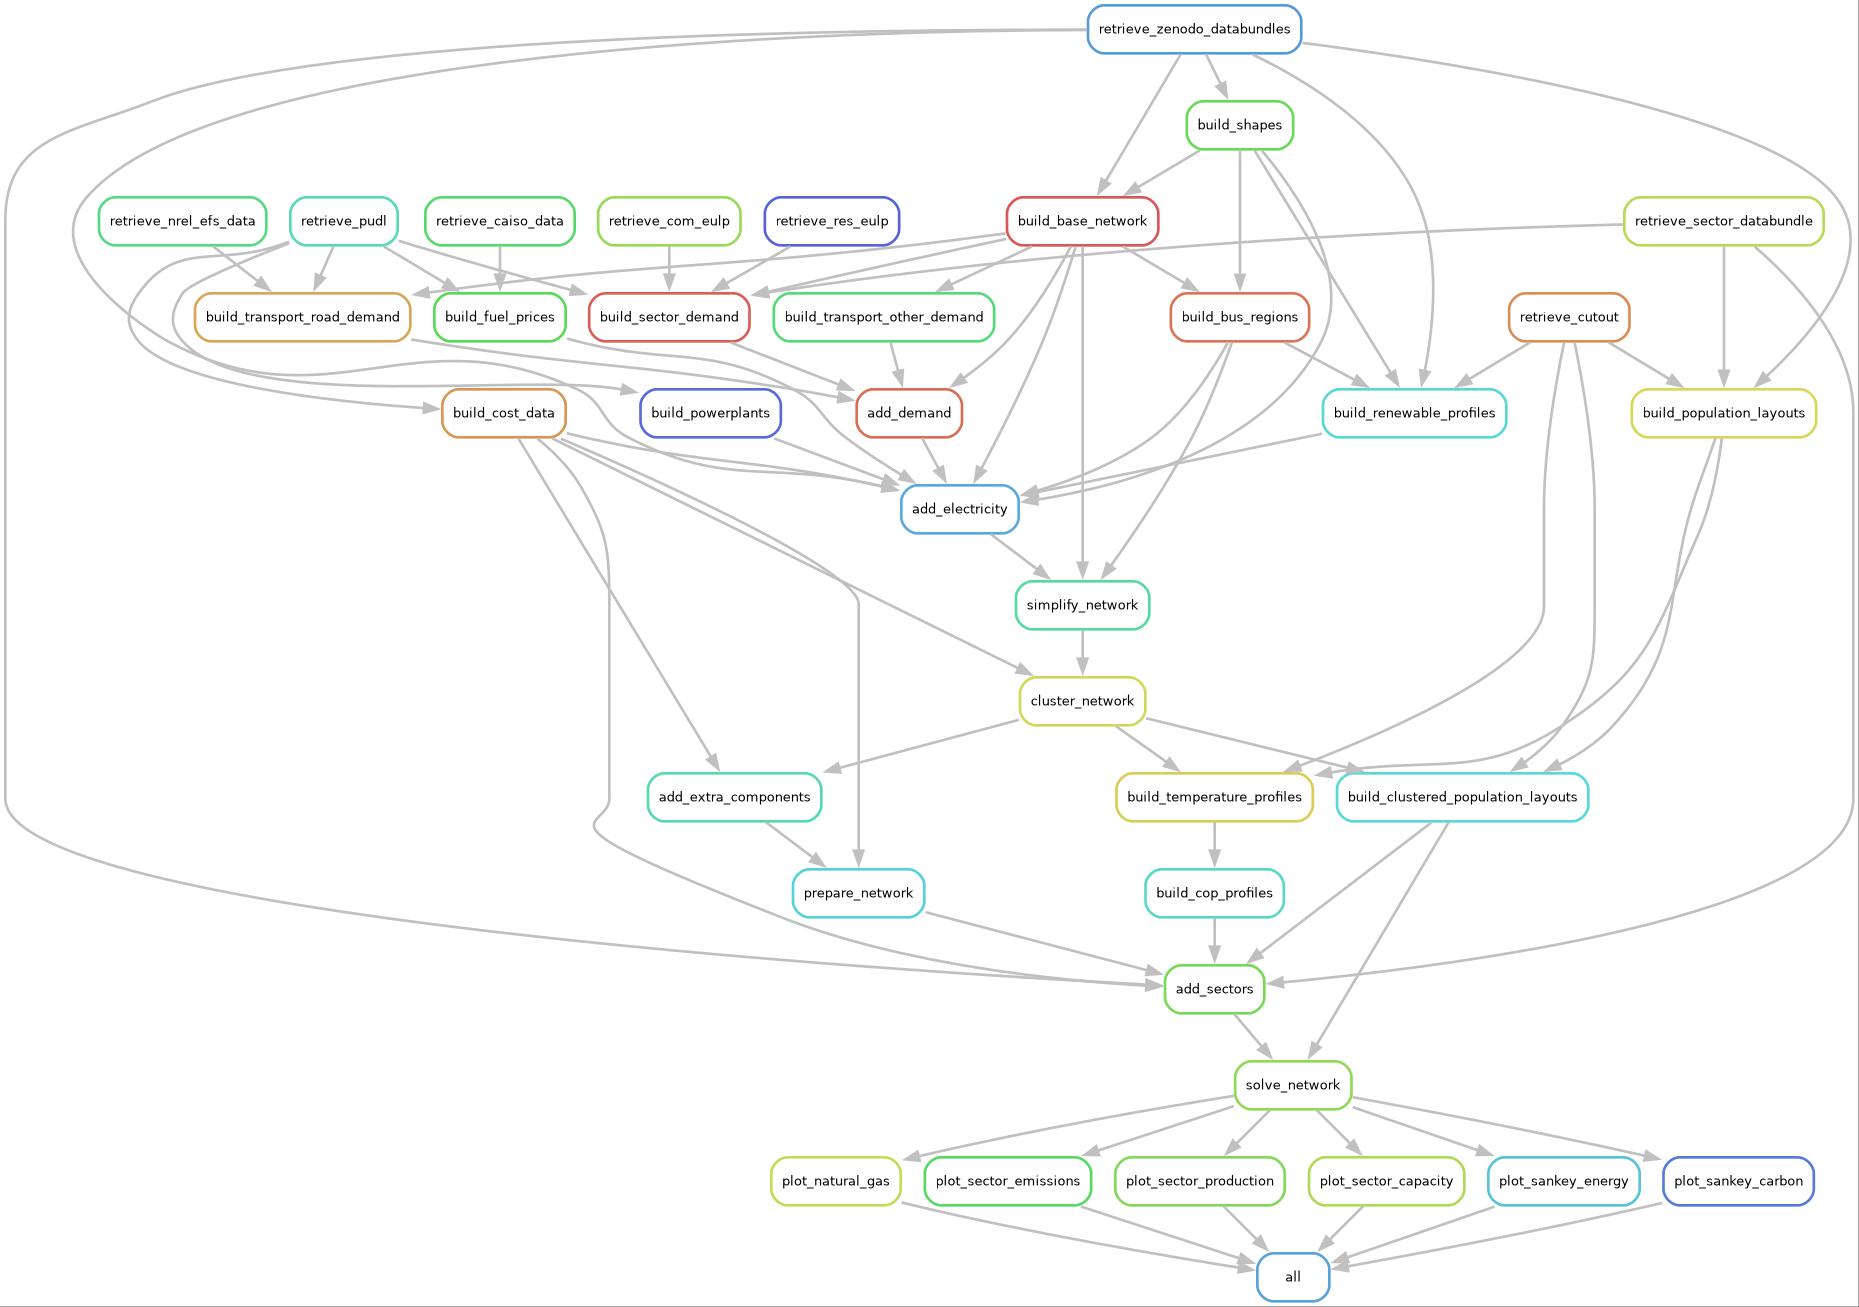 retrieve_zenodo_databundles
build_shapes
retrieve_nrel_efs_data
retrieve_pudl
retrieve_caiso_data
retrieve_com_eulp
retrieve_res_eulp
build_base_network
retrieve_sector_databundle
build_transport_road_demand
build_fuel_prices
build_sector_demand
build_transport_other_demand
build_bus_regions
retrieve_cutout
build_cost_data
build_powerplants
add_demand
build_renewable_profiles
build_population_layouts
add_electricity
simplify_network
cluster_network
add_extra_components
build_temperature_profiles
build_clustered_population_layouts
prepare_network
build_cop_profiles
add_sectors
solve_network
plot_natural_gas
plot_sector_emissions
plot_sector_production
plot_sector_capacity
plot_sankey_energy
plot_sankey_carbon
all